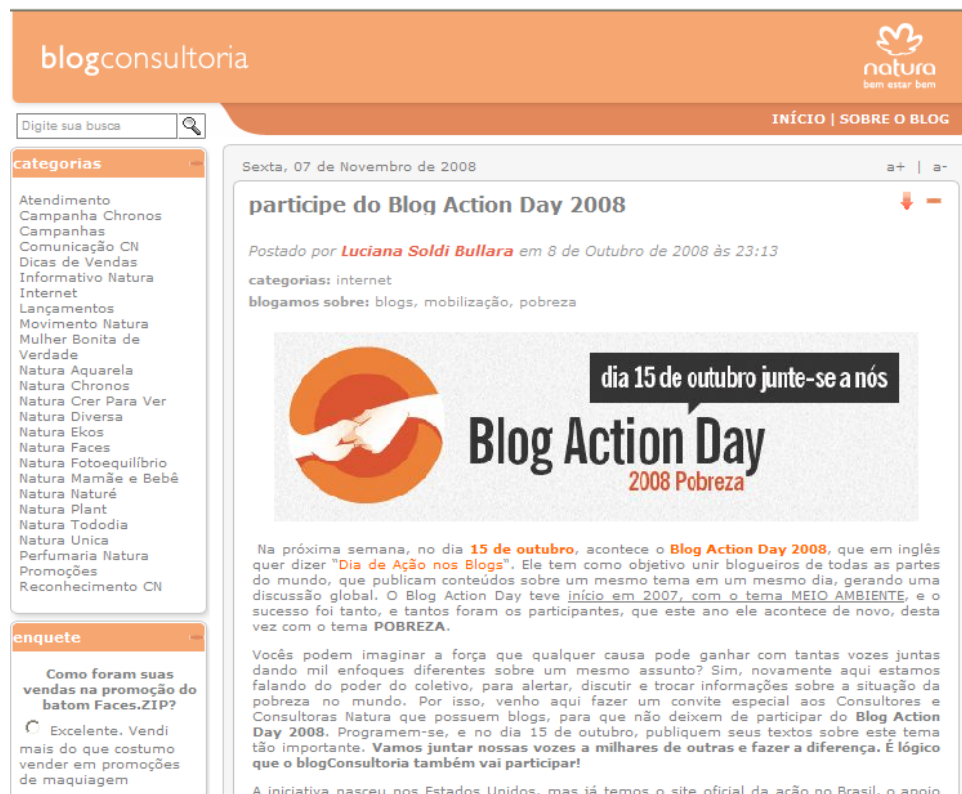 blogconsultoria
natura
bem estar bem
Digite sua busca
INÍCIO | SOBRE O BLOG
categorias
Atendimento
Campanha Chronos
Campanhas
Comunicação CN
Dicas de Vendas
Informativo Natura
Internet
Lançamentos
Movimento Natura
Mulher Bonita de
Verdade
Natura Aquarela
Natura Chronos
Natura Crer Para Ver
Natura Diversa
Natura Ekos
Natura Faces
Natura Fotoequilíbrio
Natura Mamãe e Bebê
Natura Naturé
Natura Plant
Natura Tododia
Natura Unica
Perfumaria Natura
Promoções
Reconhecimento CN
enquete
Como foram suas
vendas na promoção do
batom Faces.ZIP?
Excelente. Vendi
mais do que costumo
vender em promoções
de maquiagem
Sexta, 07 de Novembro de 2008
a+ | a-
participe do Blog Action Day 2008
Postado por Luciana Soldi Bullara em 8 de Outubro de 2008 às 23:13
categorias: internet
blogamos sobre: blogs, mobilização, pobreza
dia 15 de outubro junte-se a nós
Blog Action Day
2008 Pobreza
Na próxima semana, no dia 15 de outubro, acontece o Blog Action Day 2008, que em inglês
quer dizer "Dia de Ação nos Blogs". Ele tem como objetivo unir blogueiros de todas as partes
do mundo, que publicam conteúdos sobre um mesmo tema em um mesmo dia, gerando uma
discussão global. O Blog Action Day teve início em 2007, com o tema MEIO AMBIENTE, e o
sucesso foi tanto, e tantos foram os participantes, que este ano ele acontece de novo, desta
vez com o tema POBREZA.
Vocês podem imaginar a força que qualquer causa pode ganhar com tantas vozes juntas
dando mil enfoques diferentes sobre um mesmo assunto? Sim, novamente aqui estamos
falando do poder do coletivo, para alertar, discutir e trocar informações sobre a situação da
pobreza no mundo. Por isso, venho aqui fazer um convite especial aos Consultores e
Consultoras Natura que possuem blogs, para que não deixem de participar do Blog Action
Day 2008. Programem-se, e no dia 15 de outubro, publiquem seus textos sobre este tema
tão importante. Vamos juntar nossas vozes a milhares de outras e fazer a diferença. É lógico
que o blogConsultoria também vai participar!
A iniciativa nasceu nos Estados Unidos, mas já temos o site oficial da ação no Brasil, o apoio